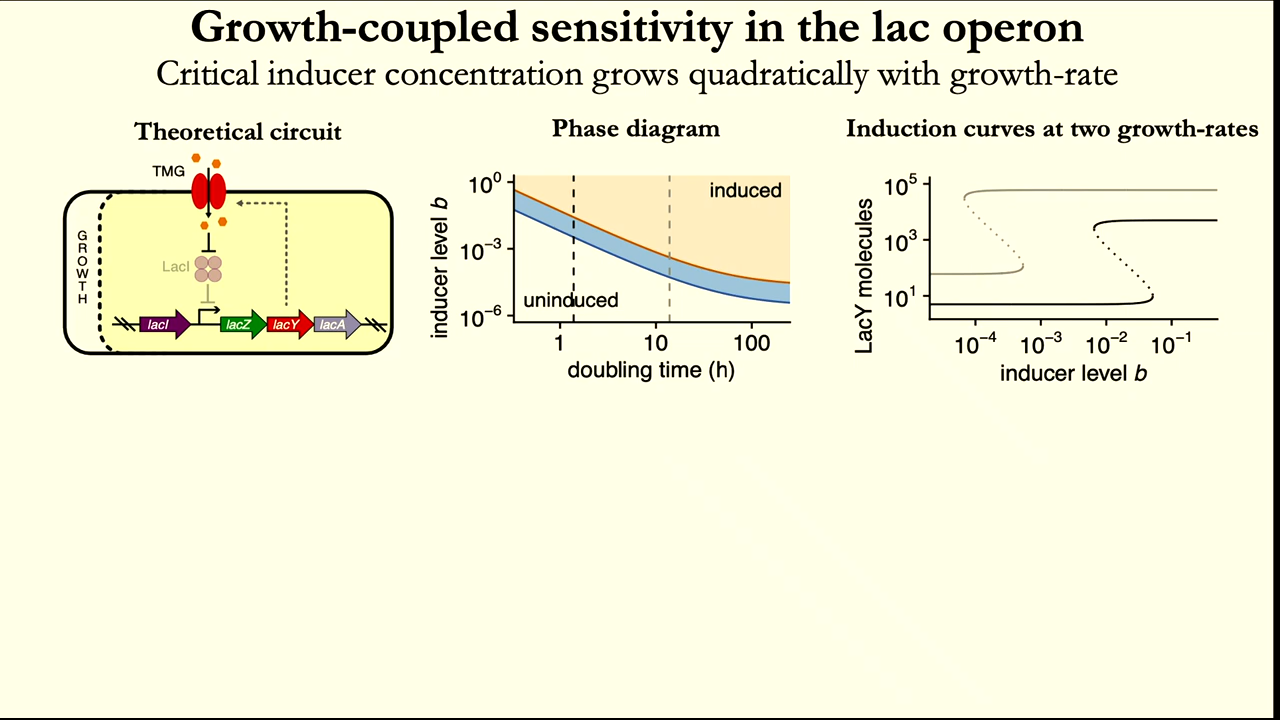 Growth-coupled sensitivity in the lac operon
Critical inducer concentration grows quadratically with growth-rate
Theoretical circuit
TMG
GROWTH
LacI
lacI
lacZ
lacY
lacA
Phase diagram
inducer level b
10⁰
10⁻³
10⁻⁶
induced
uninduced
1
10
100
doubling time (h)
Induction curves at two growth-rates
LacY molecules
10⁵
10³
10¹
10⁻⁴
10⁻³
10⁻²
10⁻¹
inducer level b